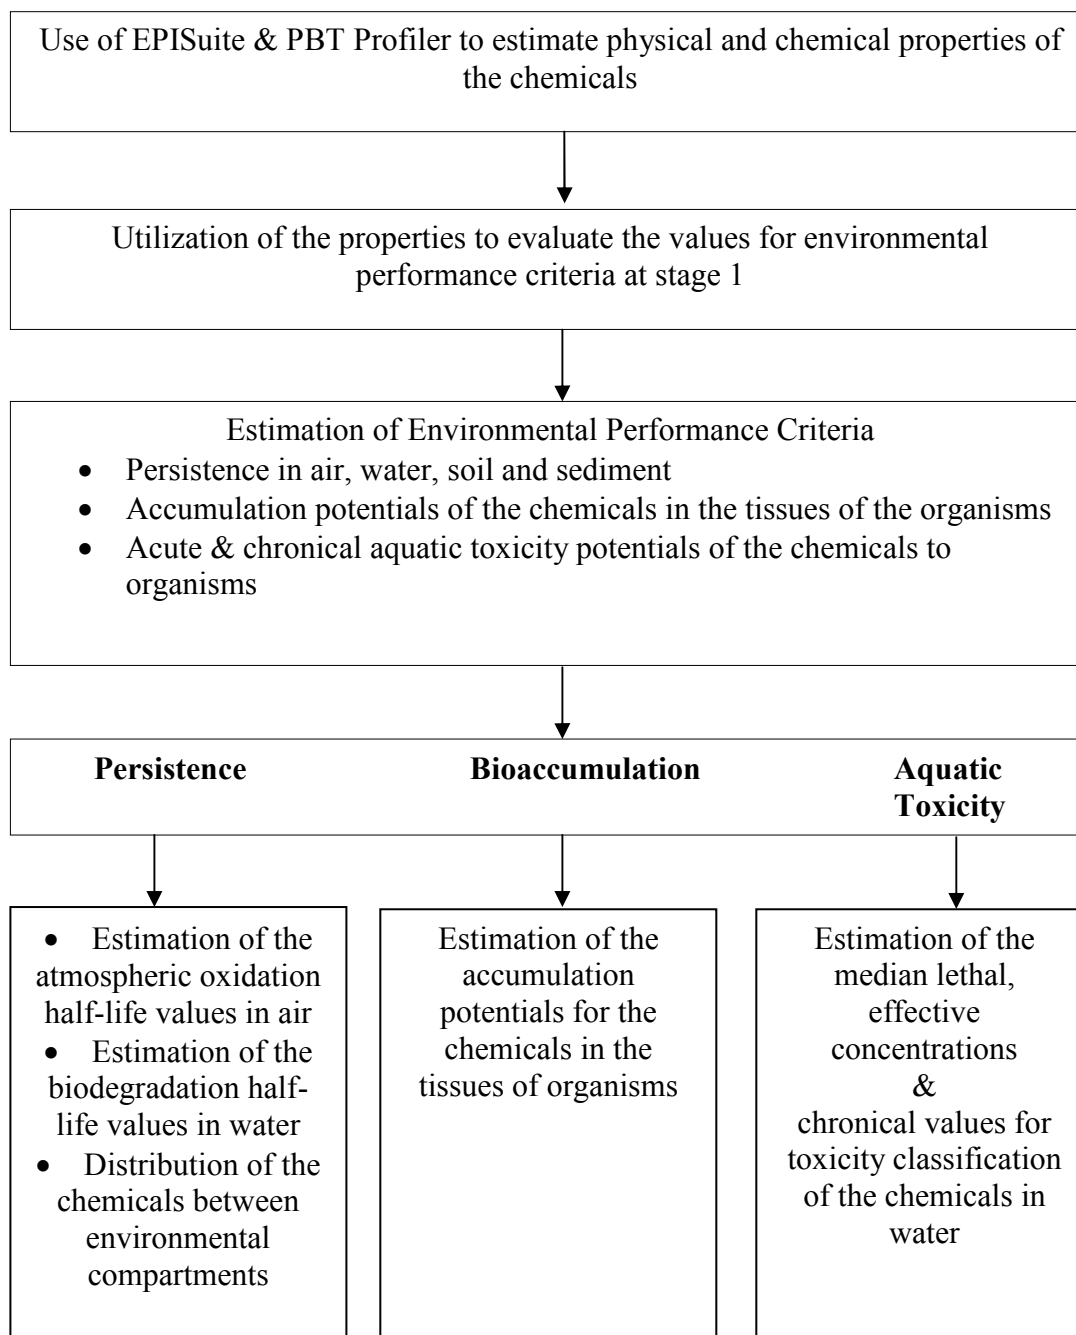 Use of EPISuite & PBT Profiler to estimate physical and chemical properties of
the chemicals
Utilization of the properties to evaluate the values for environmental
performance criteria at stage 1
Estimation of Environmental Performance Criteria
• Persistence in air, water, soil and sediment
• Accumulation potentials of the chemicals in the tissues of the organisms
• Acute & chronical aquatic toxicity potentials of the chemicals to
organisms
Persistence
Bioaccumulation
Aquatic
Toxicity
• Estimation of the
atmospheric oxidation
half-life values in air
• Estimation of the
biodegradation half-
life values in water
• Distribution of the
chemicals between
environmental
compartments
Estimation of the
accumulation
potentials for the
chemicals in the
tissues of organisms
Estimation of the
median lethal,
effective
concentrations
&
chronical values for
toxicity classification
of the chemicals in
water